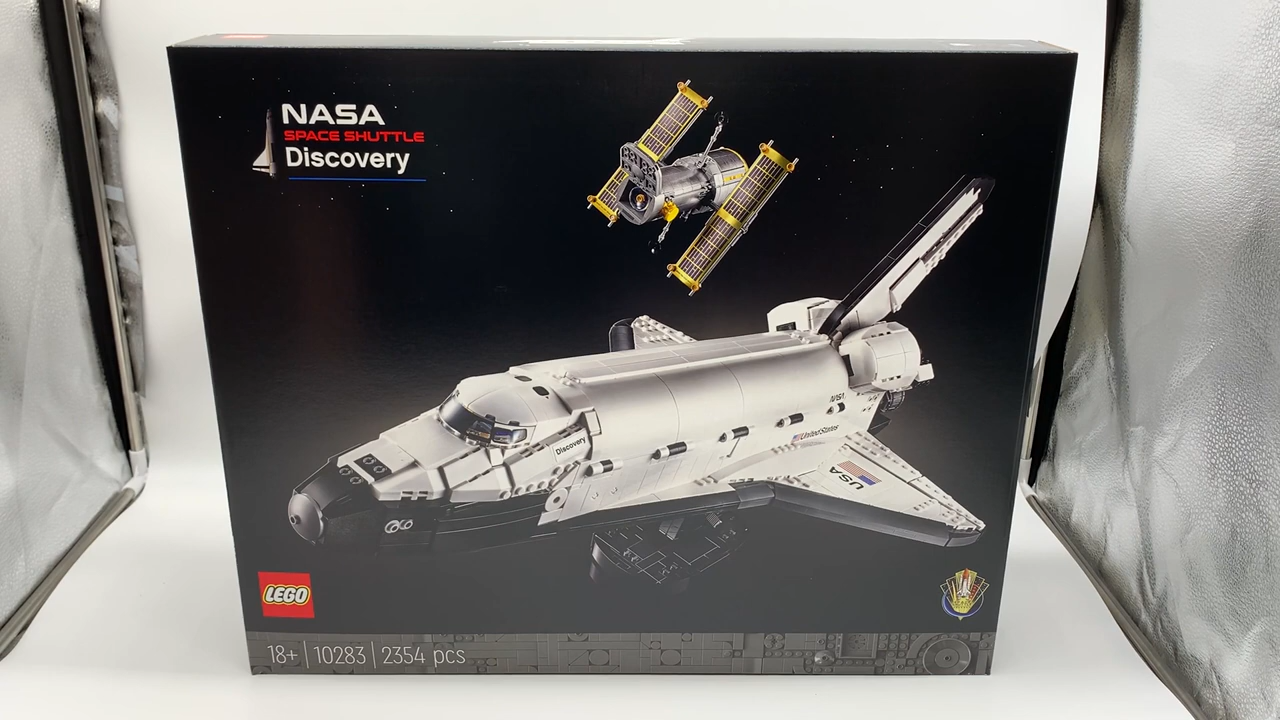 NASA
SPACE SHUTTLE
Discovery
NASA
Discovery
United States
USA
LEGO
18+ | 10283 | 2354 pcs